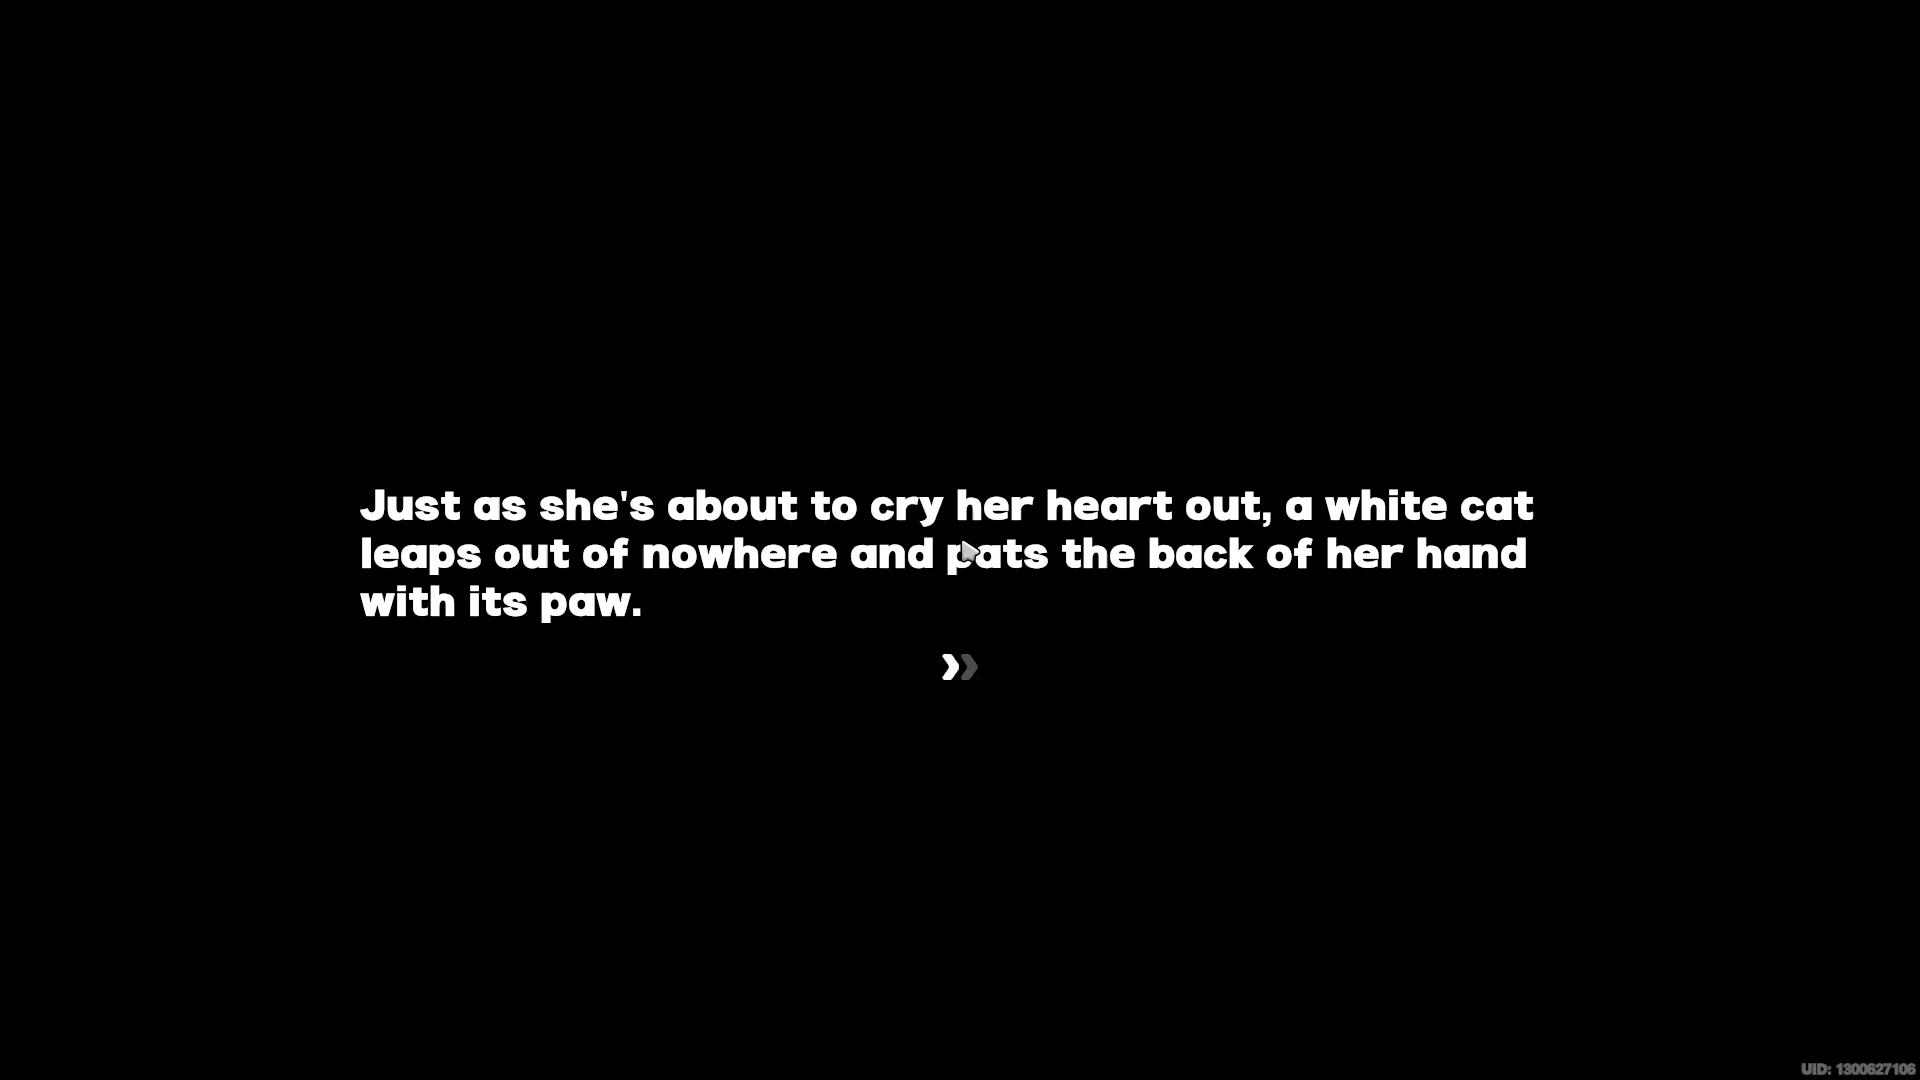 Just as she's about to cry her heart out, a white cat
leaps out of nowhere and pats the back of her hand
with its paw.
UID: 1300627106